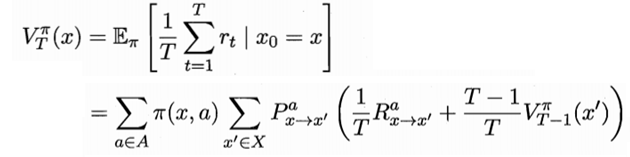 $V_T^\pi(x) = \mathbb{E}_\pi \left[ \frac{1}{T} \sum_{t=1}^{T} r_t \mid x_0 = x \right]$
$= \sum_{a \in A} \pi(x, a) \sum_{x' \in X} P_{x \to x'}^a \left( \frac{1}{T} R_{x \to x'}^a + \frac{T-1}{T} V_{T-1}^\pi(x') \right)$